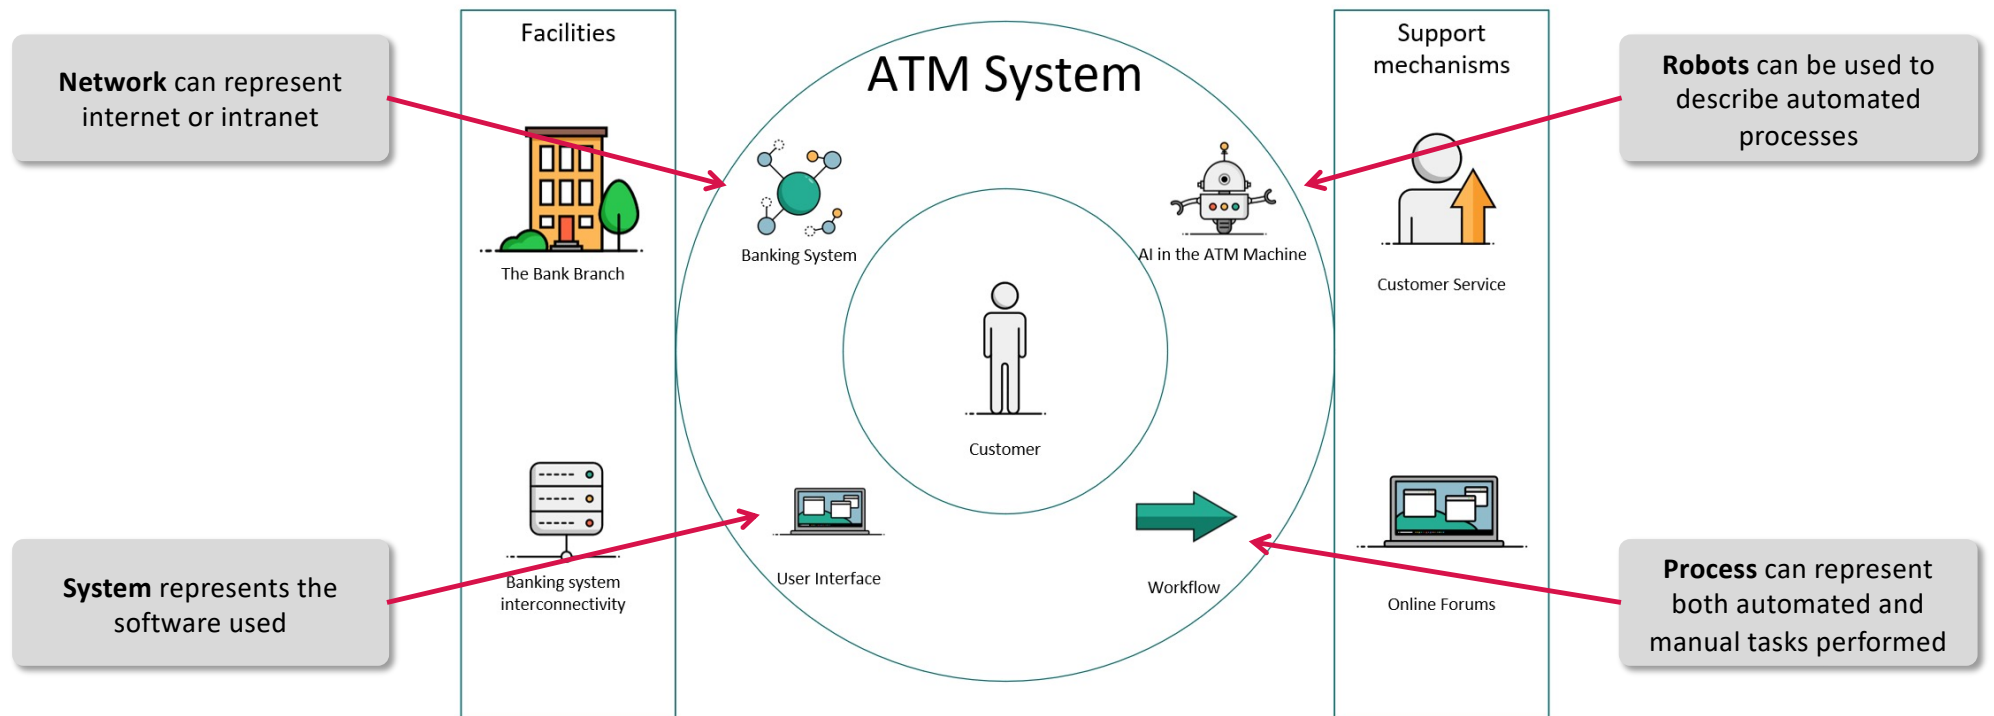 Facilities
ATM System
Support
mechanisms
Network can represent
internet or intranet
Robots can be used to
describe automated
processes
Banking System
AI in the ATM Machine
The Bank Branch
Customer Service
Customer
User Interface
Workflow
Banking system
interconnectivity
Online Forums
System represents the
software used
Process can represent
both automated and
manual tasks performed